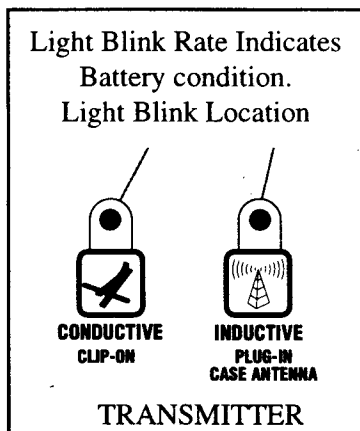 Light Blink Rate Indicates
Battery condition.
Light Blink Location
CONDUCTIVE
CLIP-ON
INDUCTIVE
PLUG-IN
CASE ANTENNA
TRANSMITTER